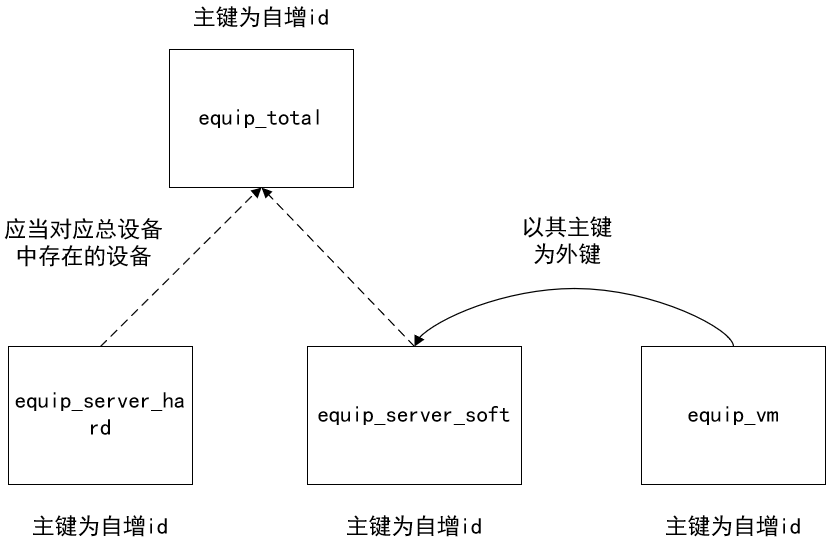 主键为自增id
equip_total
应当对应总设备
中存在的设备
以其主键
为外键
equip_server_ha
rd
equip_server_soft
equip_vm
主键为自增id
主键为自增id
主键为自增id